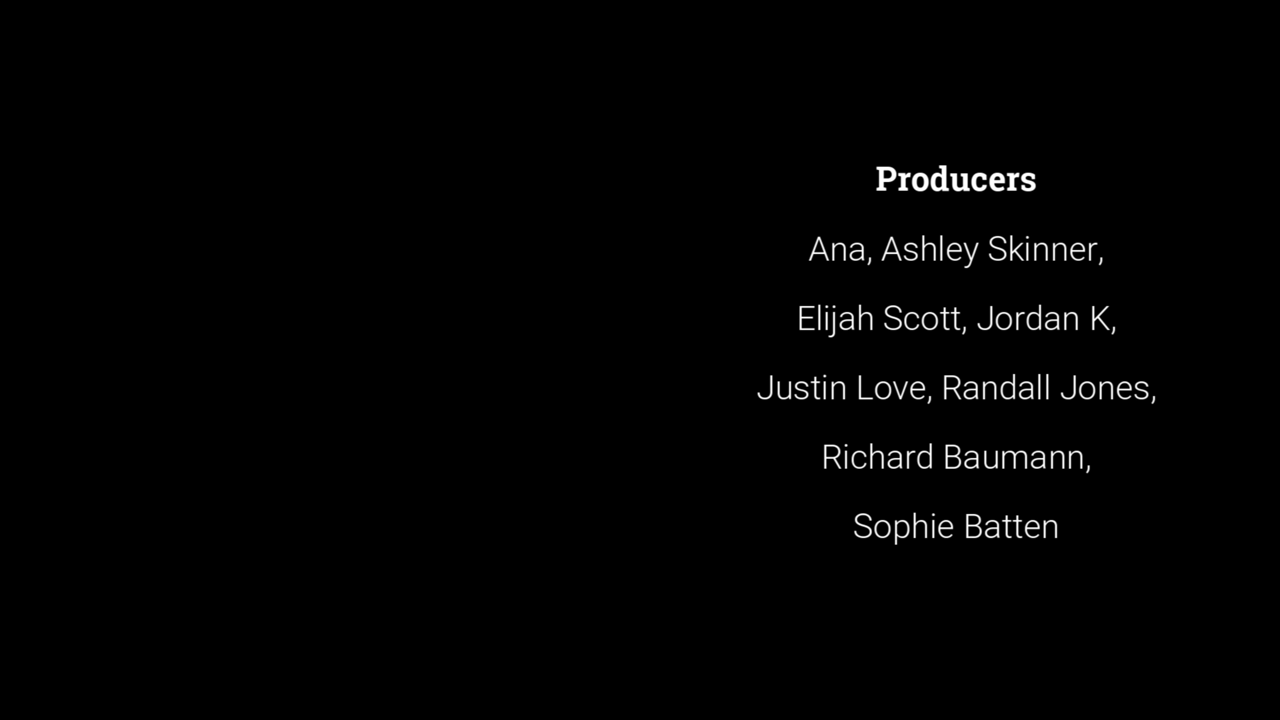 Producers
Ana, Ashley Skinner,
Elijah Scott, Jordan K,
Justin Love, Randall Jones,
Richard Baumann,
Sophie Batten